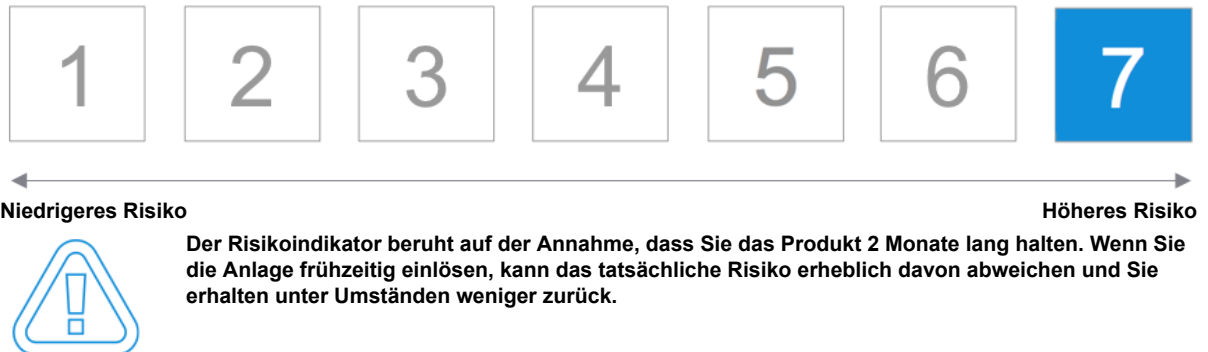 1 2 3 4 5 6 7
Niedrigeres Risiko Höheres Risiko
Der Risikoindikator beruht auf der Annahme, dass Sie das Produkt 2 Monate lang halten. Wenn Sie
die Anlage frühzeitig einlösen, kann das tatsächliche Risiko erheblich davon abweichen und Sie
erhalten unter Umständen weniger zurück.